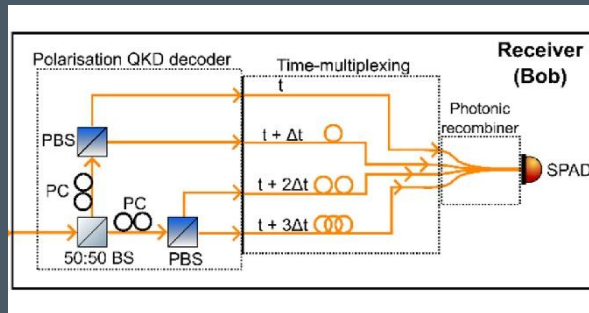 Polarisation QKD decoder
Time-multiplexing
Receiver
(Bob)
t
Photonic
recombiner
PBS
t + Δt
SPAD
PC
PC
t + 2Δt
t + 3Δt
50:50 BS
PBS